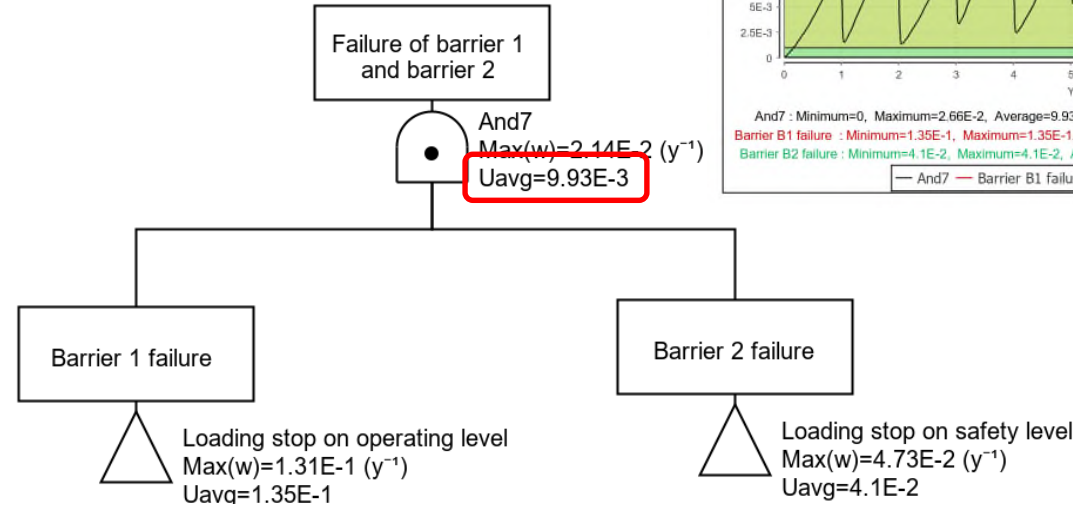 Failure of barrier 1
and barrier 2
And7
Max(w)=2.14E-2 (y⁻¹)
Uavg=9.93E-3
5E-3
2.5E-3
0
0 1 2 3 4 5
Y
And7 : Minimum=0, Maximum=2.66E-2, Average=9.93
Barrier B1 failure : Minimum=1.35E-1, Maximum=1.35E-1
Barrier B2 failure : Minimum=4.1E-2, Maximum=4.1E-2, A
And7 Barrier B1 failu
Barrier 1 failure
Barrier 2 failure
Loading stop on operating level
Max(w)=1.31E-1 (y⁻¹)
Uavg=1.35E-1
Loading stop on safety level
Max(w)=4.73E-2 (y⁻¹)
Uavg=4.1E-2